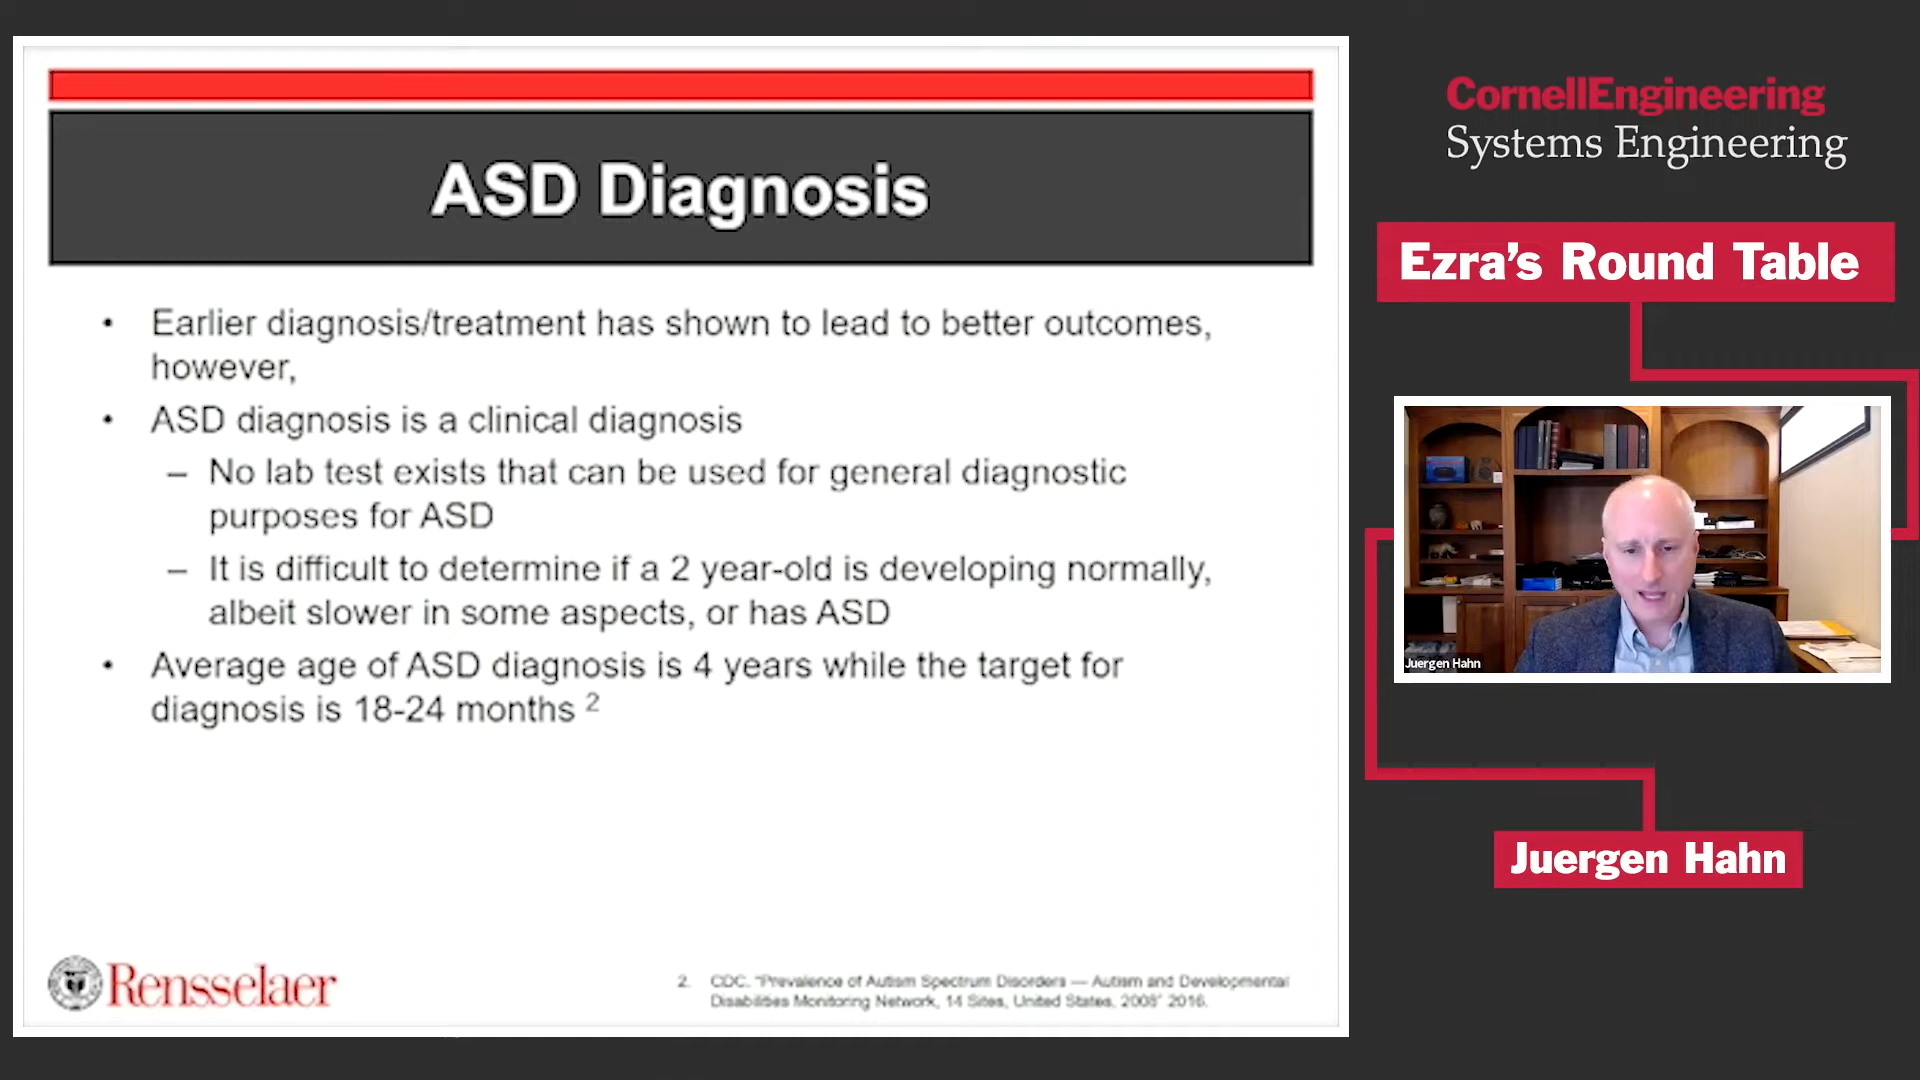 ASD Diagnosis
• Earlier diagnosis/treatment has shown to lead to better outcomes,
however,
• ASD diagnosis is a clinical diagnosis
– No lab test exists that can be used for general diagnostic
purposes for ASD
– It is difficult to determine if a 2 year-old is developing normally,
albeit slower in some aspects, or has ASD
• Average age of ASD diagnosis is 4 years while the target for
diagnosis is 18-24 months 2
Rensselaer
2. CDC. "Prevalence of Autism Spectrum Disorders — Autism and Developmental
Disabilities Monitoring Network, 14 Sites, United States, 2008" 2016.
CornellEngineering
Systems Engineering
Ezra's Round Table
Juergen Hahn
Juergen Hahn